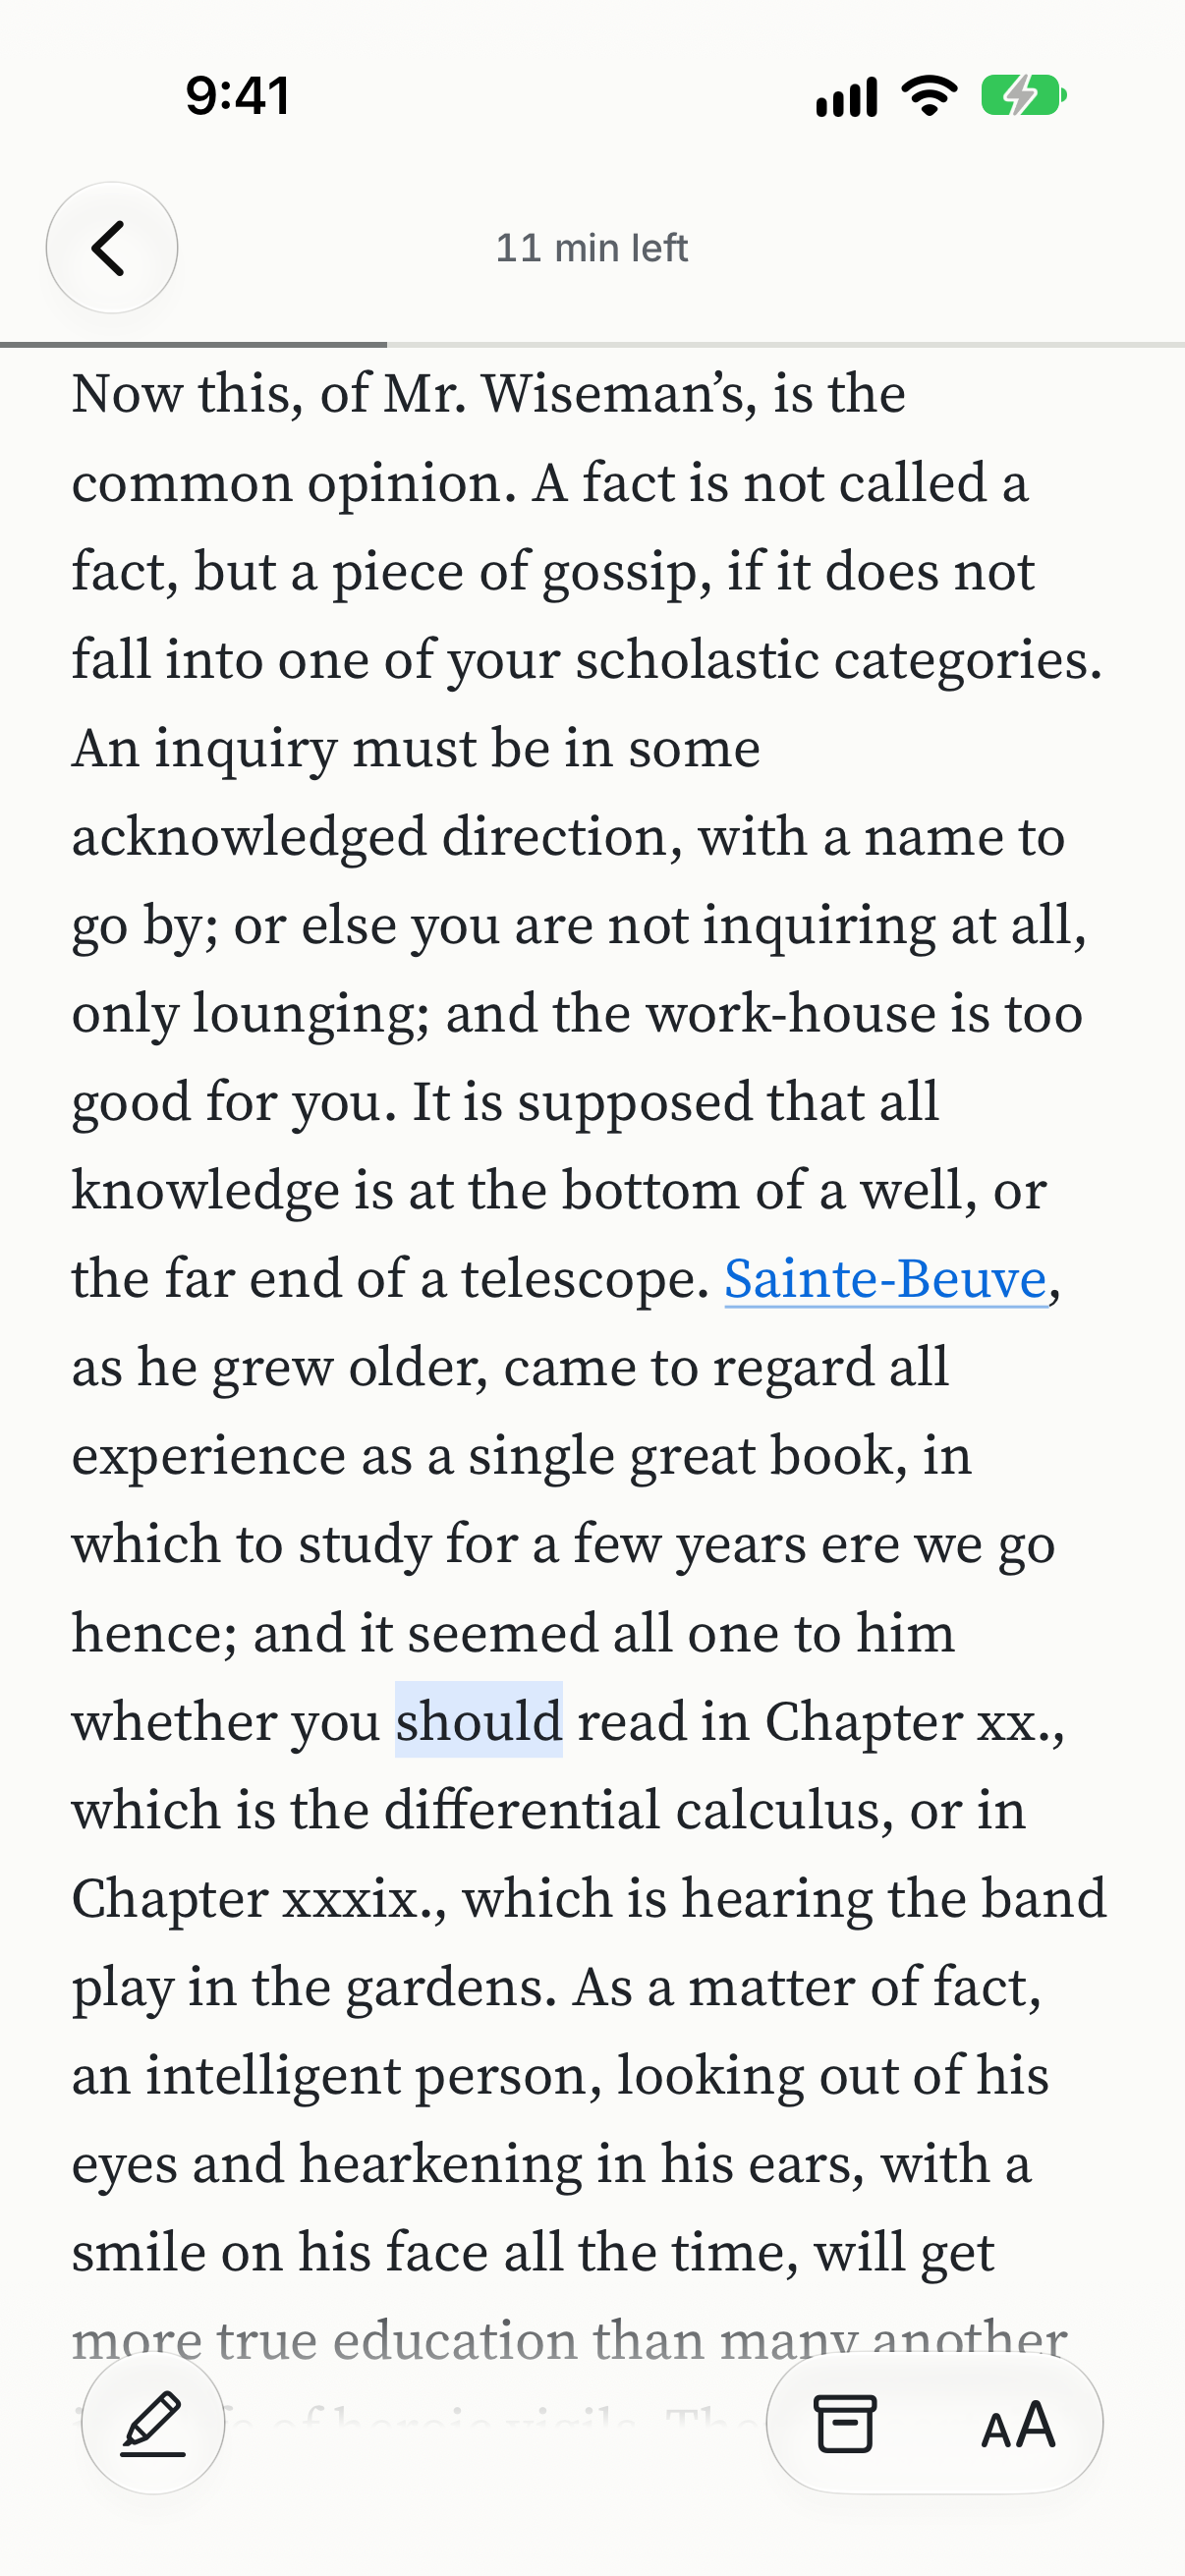 9:41
11 min left
Now this, of Mr. Wiseman’s, is the
common opinion. A fact is not called a
fact, but a piece of gossip, if it does not
fall into one of your scholastic categories.
An inquiry must be in some
acknowledged direction, with a name to
go by; or else you are not inquiring at all,
only lounging; and the work-house is too
good for you. It is supposed that all
knowledge is at the bottom of a well, or
the far end of a telescope. Sainte-Beuve,
as he grew older, came to regard all
experience as a single great book, in
which to study for a few years ere we go
hence; and it seemed all one to him
whether you should read in Chapter xx.,
which is the differential calculus, or in
Chapter xxxix., which is hearing the band
play in the gardens. As a matter of fact,
an intelligent person, looking out of his
eyes and hearkening in his ears, with a
smile on his face all the time, will get
more true education than many another
of heroic vigils.
AA